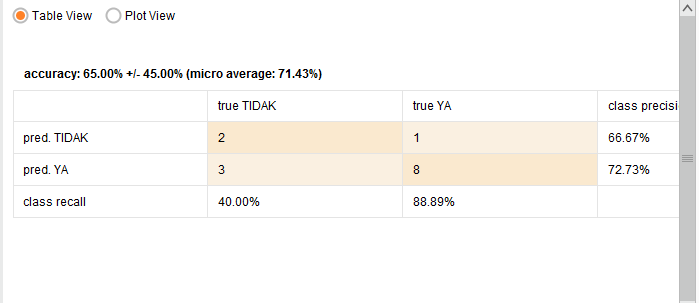 Table View Plot View
accuracy: 65.00% +/- 45.00% (micro average: 71.43%)
true TIDAK true YA class precisi
pred. TIDAK 2 1 66.67%
pred. YA 3 8 72.73%
class recall 40.00% 88.89%